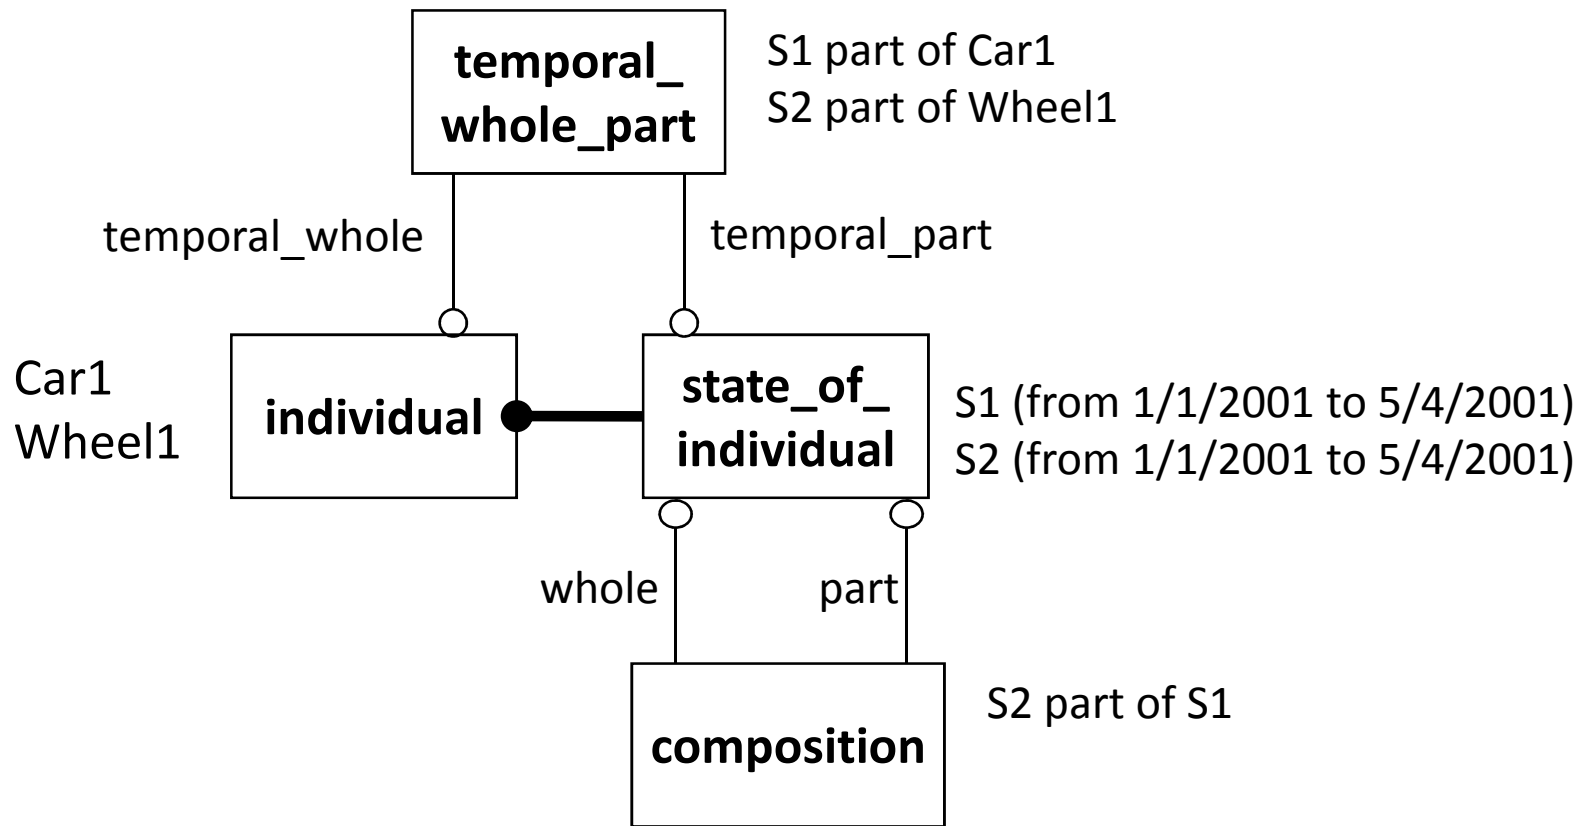 temporal_
whole_part
S1 part of Car1
S2 part of Wheel1
temporal_whole
temporal_part
Car1
Wheel1
individual
state_of_
individual
S1 (from 1/1/2001 to 5/4/2001)
S2 (from 1/1/2001 to 5/4/2001)
whole
part
composition
S2 part of S1